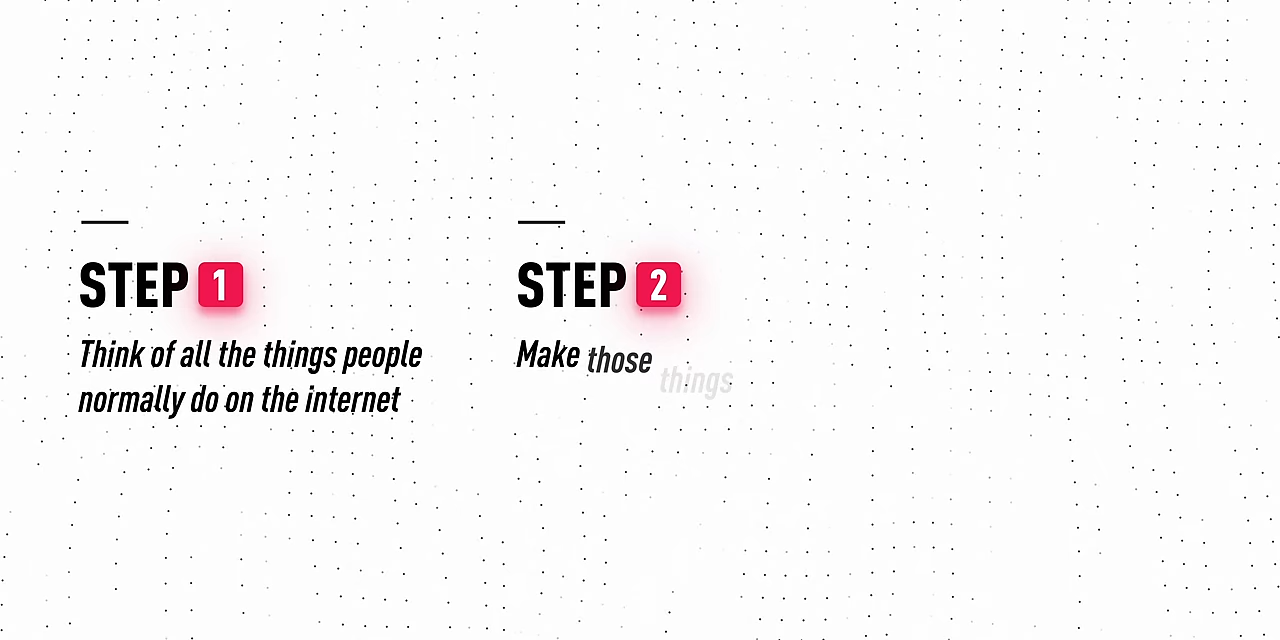 STEP 1
Think of all the things people
normally do on the internet
STEP 2
Make those things